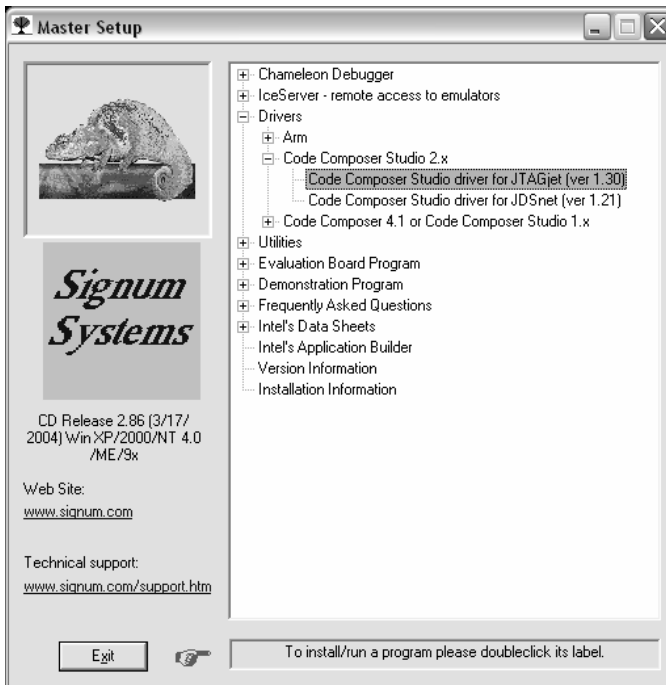 Master Setup
Chameleon Debugger
IceServer - remote access to emulators
Drivers
Arm
Code Composer Studio 2.x
Code Composer Studio driver for JTAGjet (ver 1.30)
Code Composer Studio driver for JDSnet (ver 1.21)
Code Composer 4.1 or Code Composer Studio 1.x
Utilities
Evaluation Board Program
Demonstration Program
Frequently Asked Questions
Intel's Data Sheets
Intel's Application Builder
Version Information
Installation Information
Signum
Systems
CD Release 2.86 (3/17/
2004) Win XP/2000/NT 4.0
/ME/9x
Web Site:
www.signum.com
Technical support:
www.signum.com/support.htm
Exit
To install/run a program please doubleclick its label.